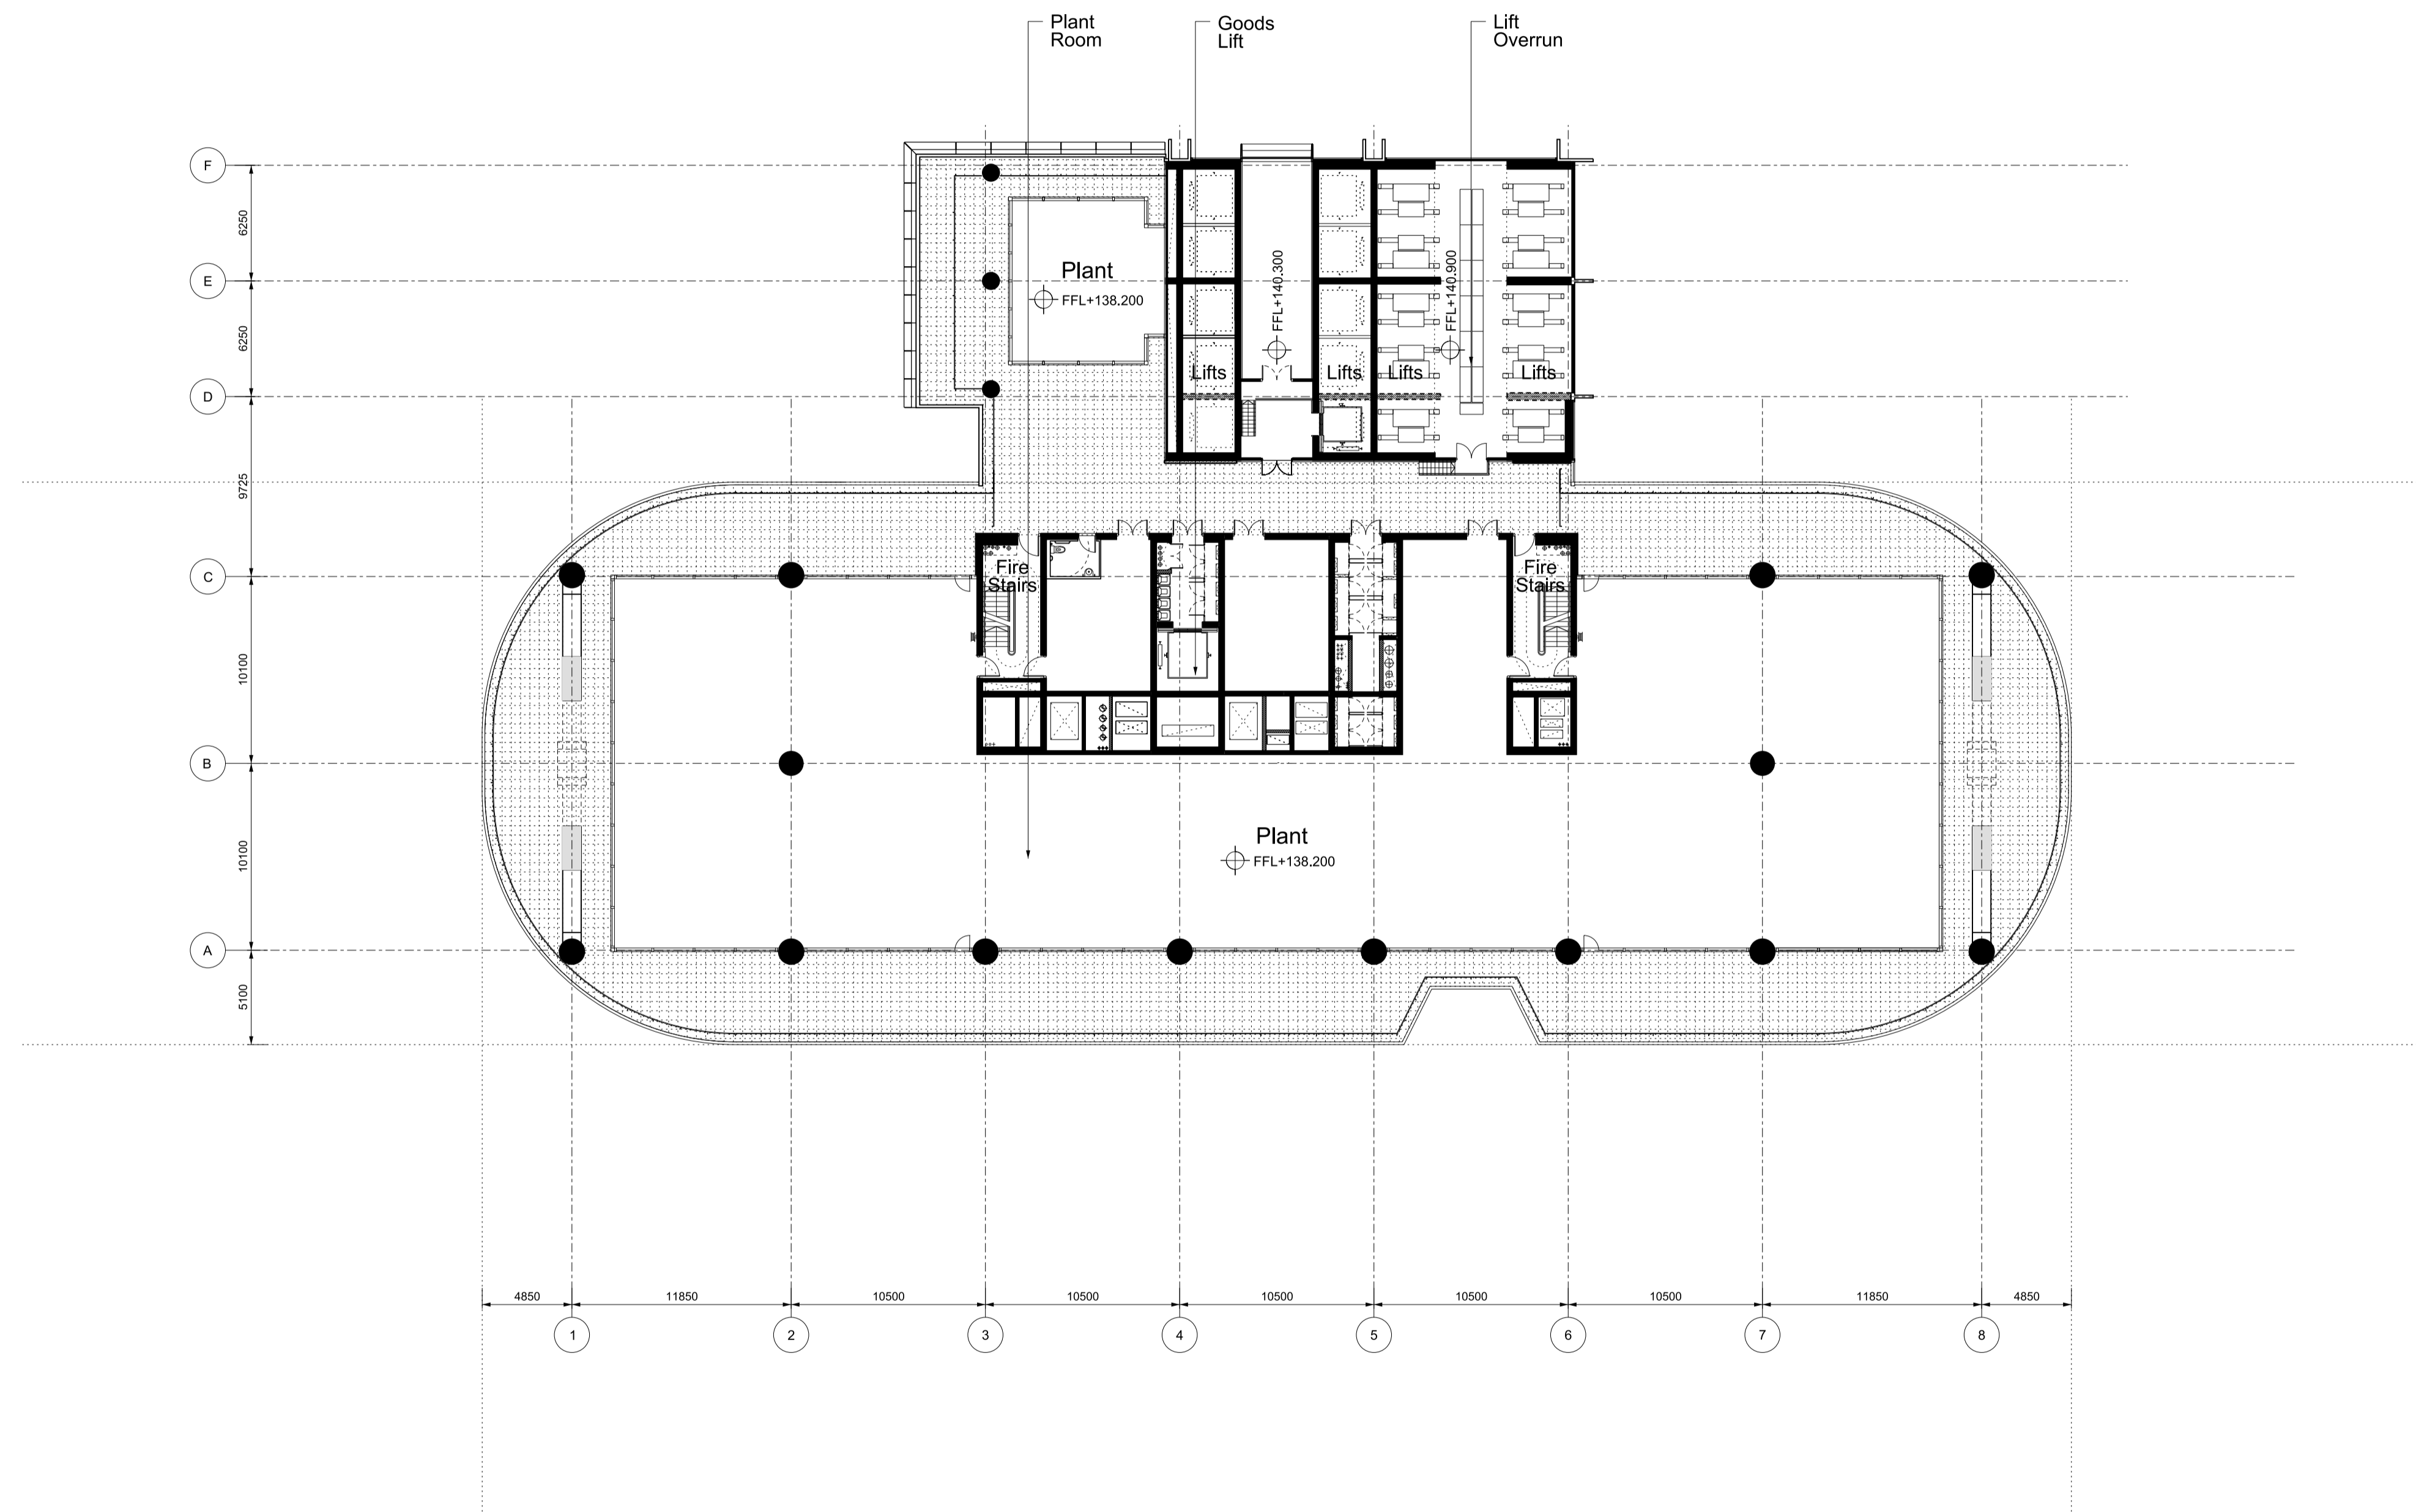 Plant
Room
Goods
Lift
Lift
Overrun
F
6250
E
6250
D
9725
C
10100
B
10100
A
5100
Plant
FFL+138.200
FFL+140.300
FFL+140.900
Lifts
Lifts
Lifts
Lifts
Fire
Stairs
Fire
Stairs
Plant
FFL+138.200
4850
11850
10500
10500
10500
10500
10500
11850
4850
1
2
3
4
5
6
7
8